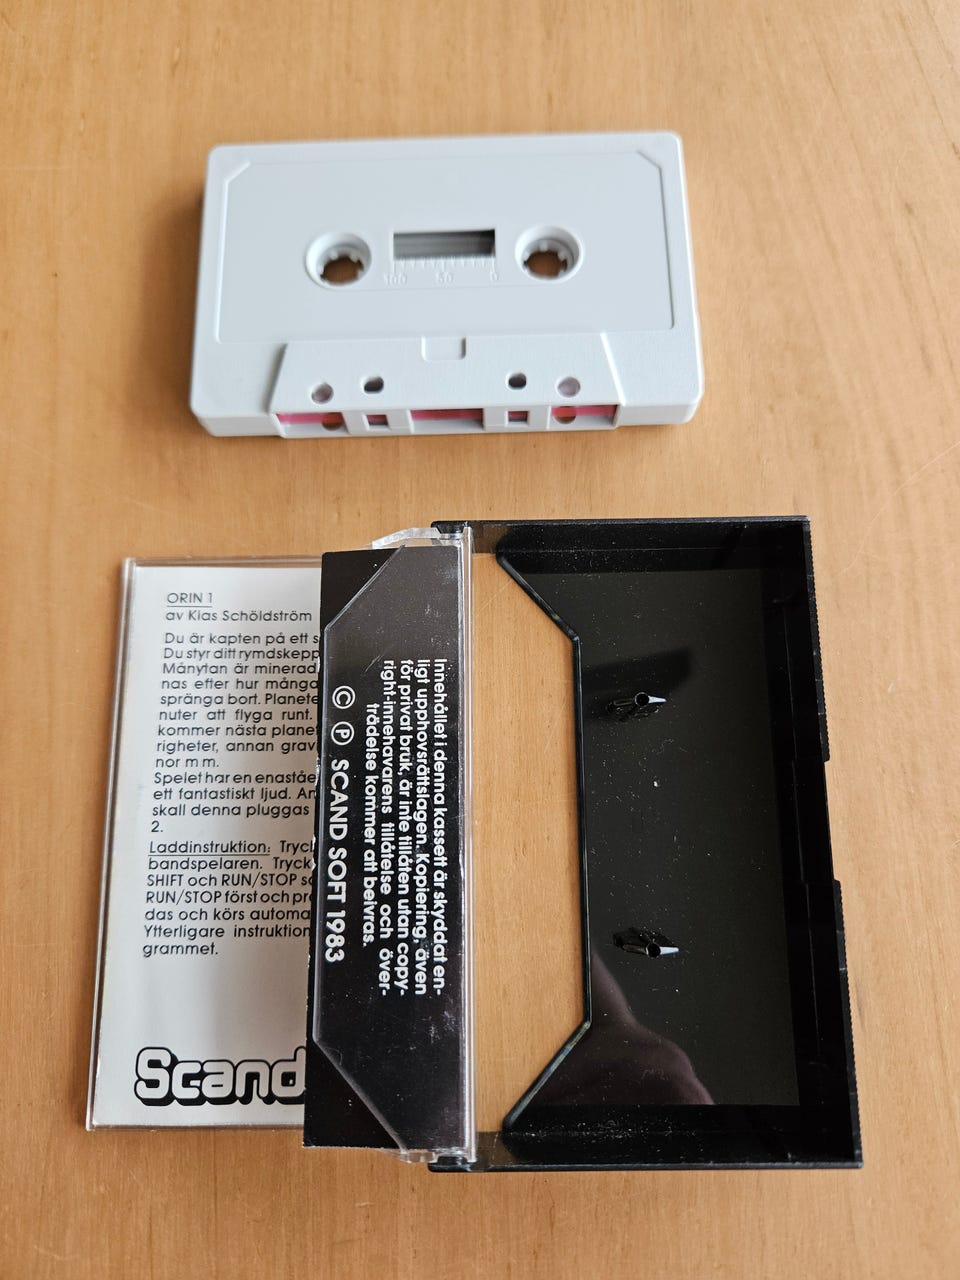 100 50 0
ORIN 1
av Klas Schöldström
Du är kapten på ett
Du styr ditt rymdskepp
Månytan är minerad
nas efter hur många
spränga bort. Planete
nuter att flyga runt.
kommer nästa planet
righeter, annan grav
nor m m.
Spelet har en enaståe
ett fantastiskt ljud. An
skall denna pluggas
2.
Laddinstruktion: Tryc
bandspelaren. Tryck
SHIFT och RUN/STOP
RUN/STOP först och
das och körs automa
Ytterligare instruktion
grammet.
Scand
Innehållet i denna kassett är skyddat en-
ligt upphovsrättslagen. Kopiering, även
för privat bruk, är inte tillåten utan copy-
right-innehavarens tillåtelse och över-
trädelse kommer att beivras.
© Ⓟ SCAND SOFT 1983